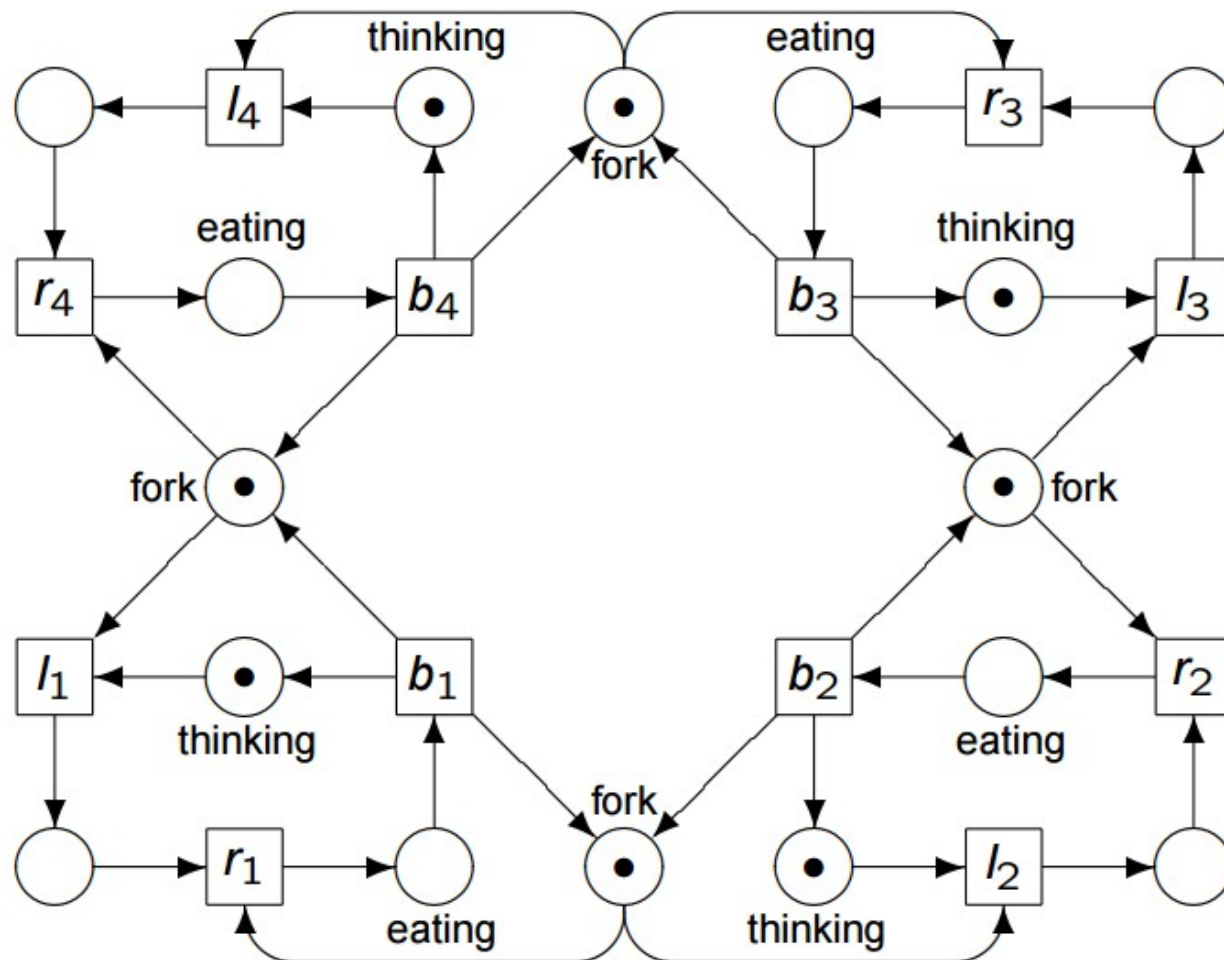 thinking
eating
l₄
r₃
fork
eating
thinking
r₄
b₄
b₃
l₃
fork
fork
l₁
b₁
b₂
r₂
thinking
eating
fork
r₁
l₂
eating
thinking